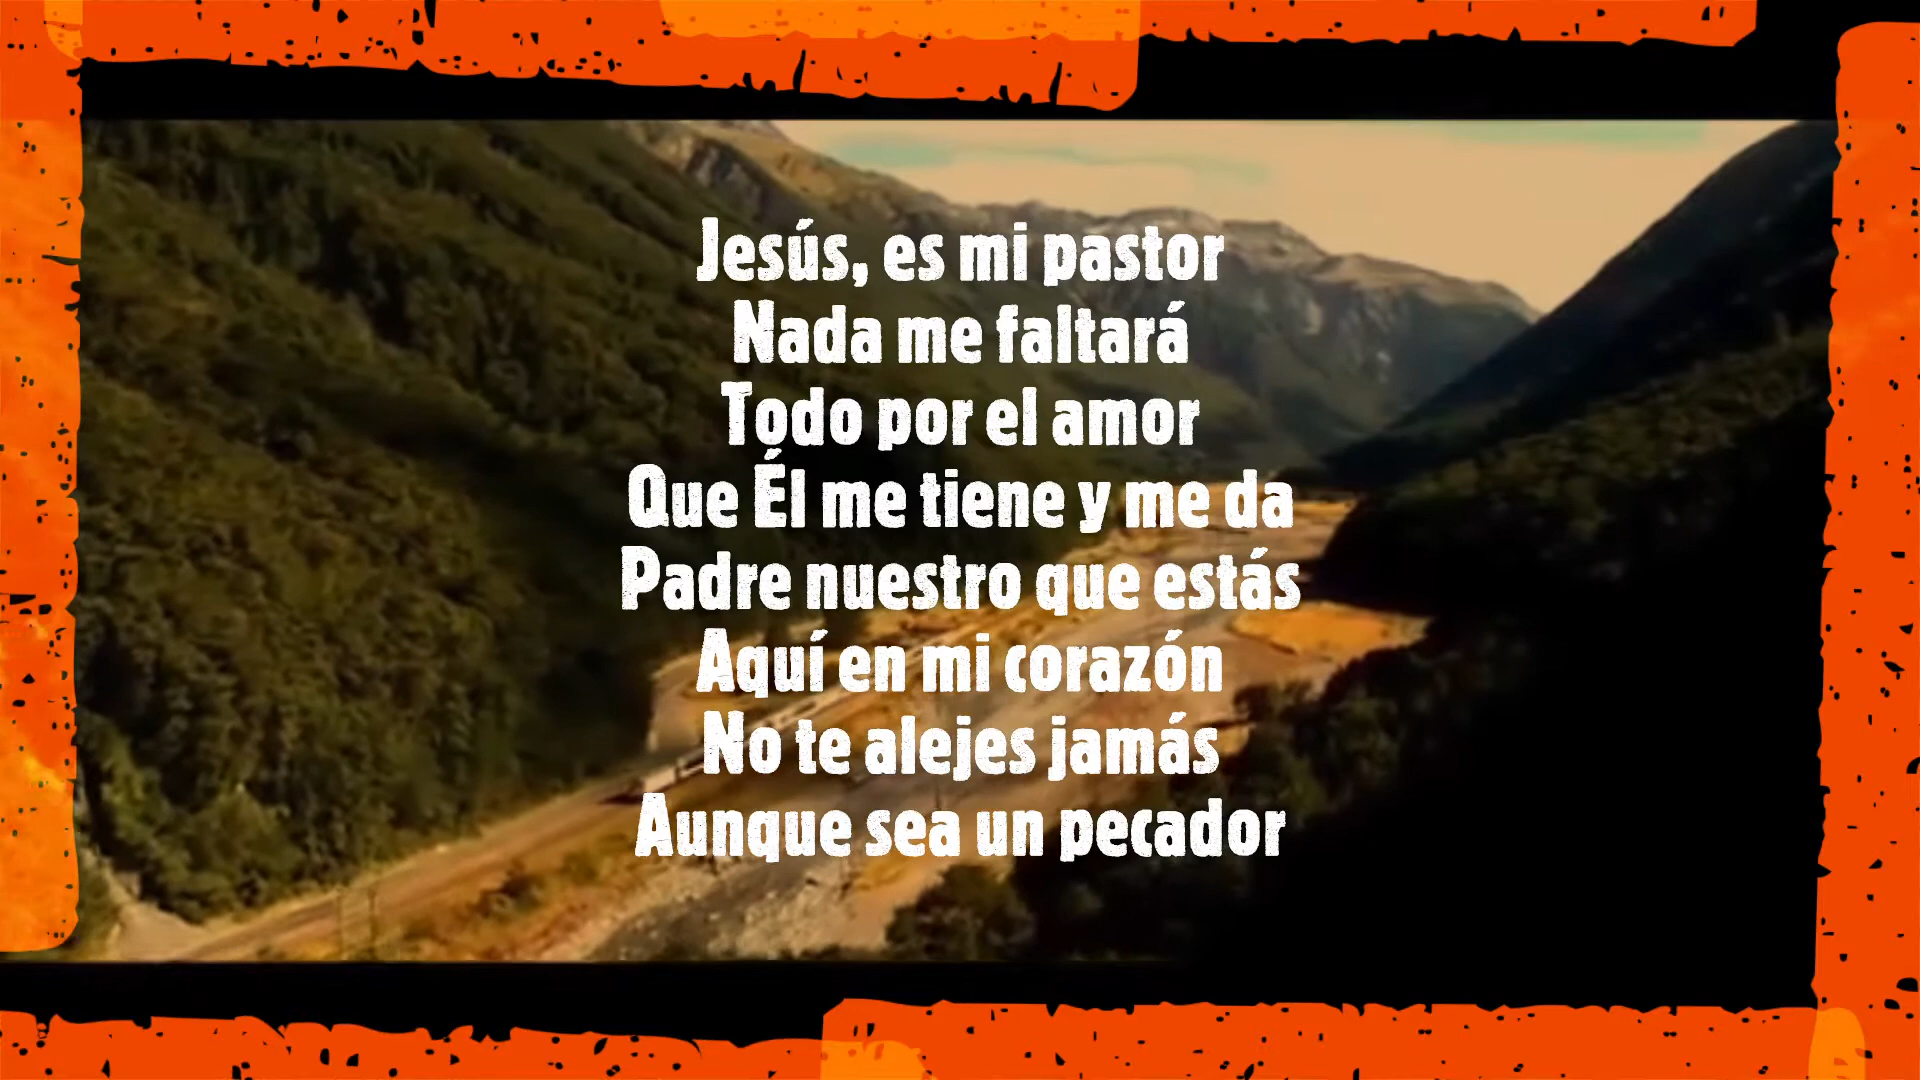 Jesús, es mi pastor
Nada me faltará
Todo por el amor
Que Él me tiene y me da
Padre nuestro que estás
Aquí en mi corazón
No te alejes jamás
Aunque sea un pecador